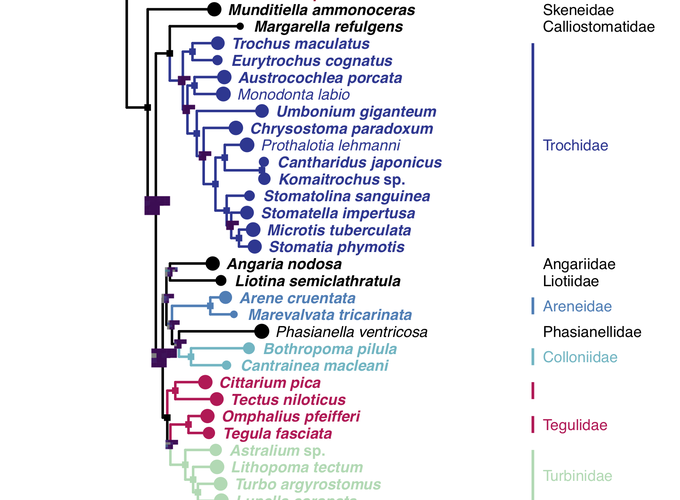 Munditiella ammonoceras Skeneidae
Margarella refulgens Calliostomatidae
Trochus maculatus
Eurytrochus cognatus
Austrocochlea porcata
Monodonta labio
Umbonium giganteum
Chrysostoma paradoxum
Prothalotia lehmanni Trochidae
Cantharidus japonicus
Komaitrochus sp.
Stomatolina sanguinea
Stomatella impertusa
Microtis tuberculata
Stomatia phymotis
Angaria nodosa Angariidae
Liotina semiclathratula Liotiidae
Arene cruentata Areneidae
Marevalvata tricarinata
Phasianella ventricosa Phasianellidae
Bothropoma pilula Colloniidae
Cantrainea macleani
Cittarium pica
Tectus niloticus
Omphalius pfeifferi Tegulidae
Tegula fasciata
Astralium sp.
Lithopoma tectum Turbinidae
Turbo argyrostomus